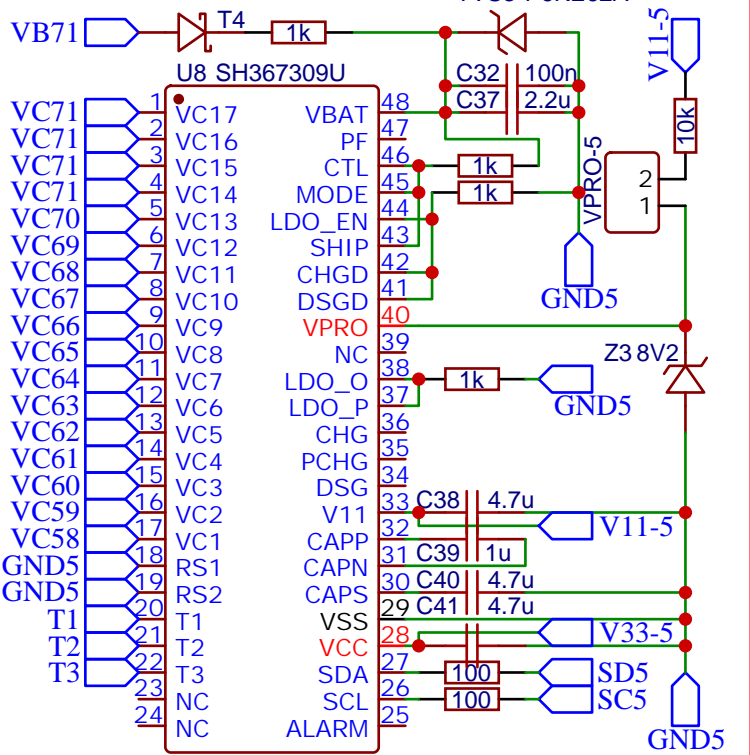 VB71
T4
1k
V11-5
U8 SH367309U
C32 100n
C37 2.2u
10k
VPRO-5
2
1
VC71 1 VC17 VBAT 48
VC71 2 VC16 PF 47
VC71 3 VC15 CTL 46 1k
VC71 4 VC14 MODE 45 1k
VC70 5 VC13 LDO_EN 44
VC69 6 VC12 SHIP 43
VC68 7 VC11 CHGD 42
VC67 8 VC10 DSGD 41 GND5
VC66 9 VC9 VPRO 40
VC65 10 VC8 NC 39 Z3 8V2
VC64 11 VC7 LDO_O 38 1k GND5
VC63 12 VC6 LDO_P 37
VC62 13 VC5 CHG 36
VC61 14 VC4 PCHG 35
VC60 15 VC3 DSG 34
VC59 16 VC2 V11 33 C38 4.7u V11-5
VC58 17 VC1 CAPP 32
GND5 18 RS1 CAPN 31 C39 1u
GND5 19 RS2 CAPS 30 C40 4.7u
T1 20 T1 VSS 29 C41 4.7u
T2 21 T2 VCC 28 V33-5
T3 22 T3 SDA 27 100 SD5
23 NC SCL 26 100 SC5
24 NC ALARM 25 GND5